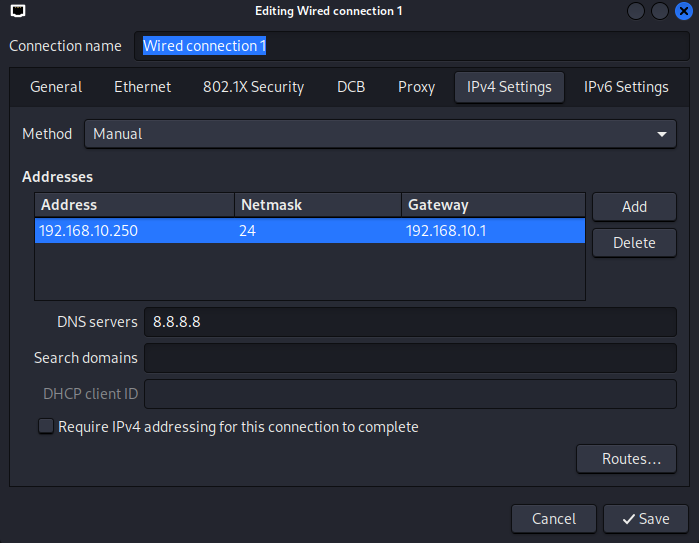 Editing Wired connection 1
Connection name Wired connection 1
General Ethernet 802.1X Security DCB Proxy IPv4 Settings IPv6 Settings
Method Manual
Addresses
Address Netmask Gateway Add
192.168.10.250 24 192.168.10.1
Delete
DNS servers 8.8.8.8
Search domains
DHCP client ID
Require IPv4 addressing for this connection to complete
Routes...
Cancel Save